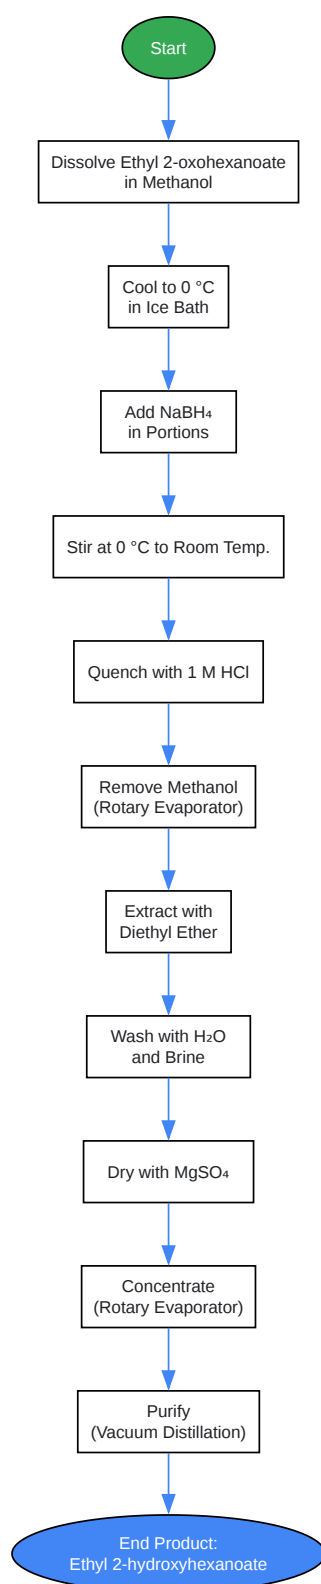 Start
Dissolve Ethyl 2-oxohexanoate
in Methanol
Cool to 0 °C
in Ice Bath
Add NaBH₄
in Portions
Stir at 0 °C to Room Temp.
Quench with 1 M HCl
Remove Methanol
(Rotary Evaporator)
Extract with
Diethyl Ether
Wash with H₂O
and Brine
Dry with MgSO₄
Concentrate
(Rotary Evaporator)
Purify
(Vacuum Distillation)
End Product:
Ethyl 2-hydroxyhexanoate